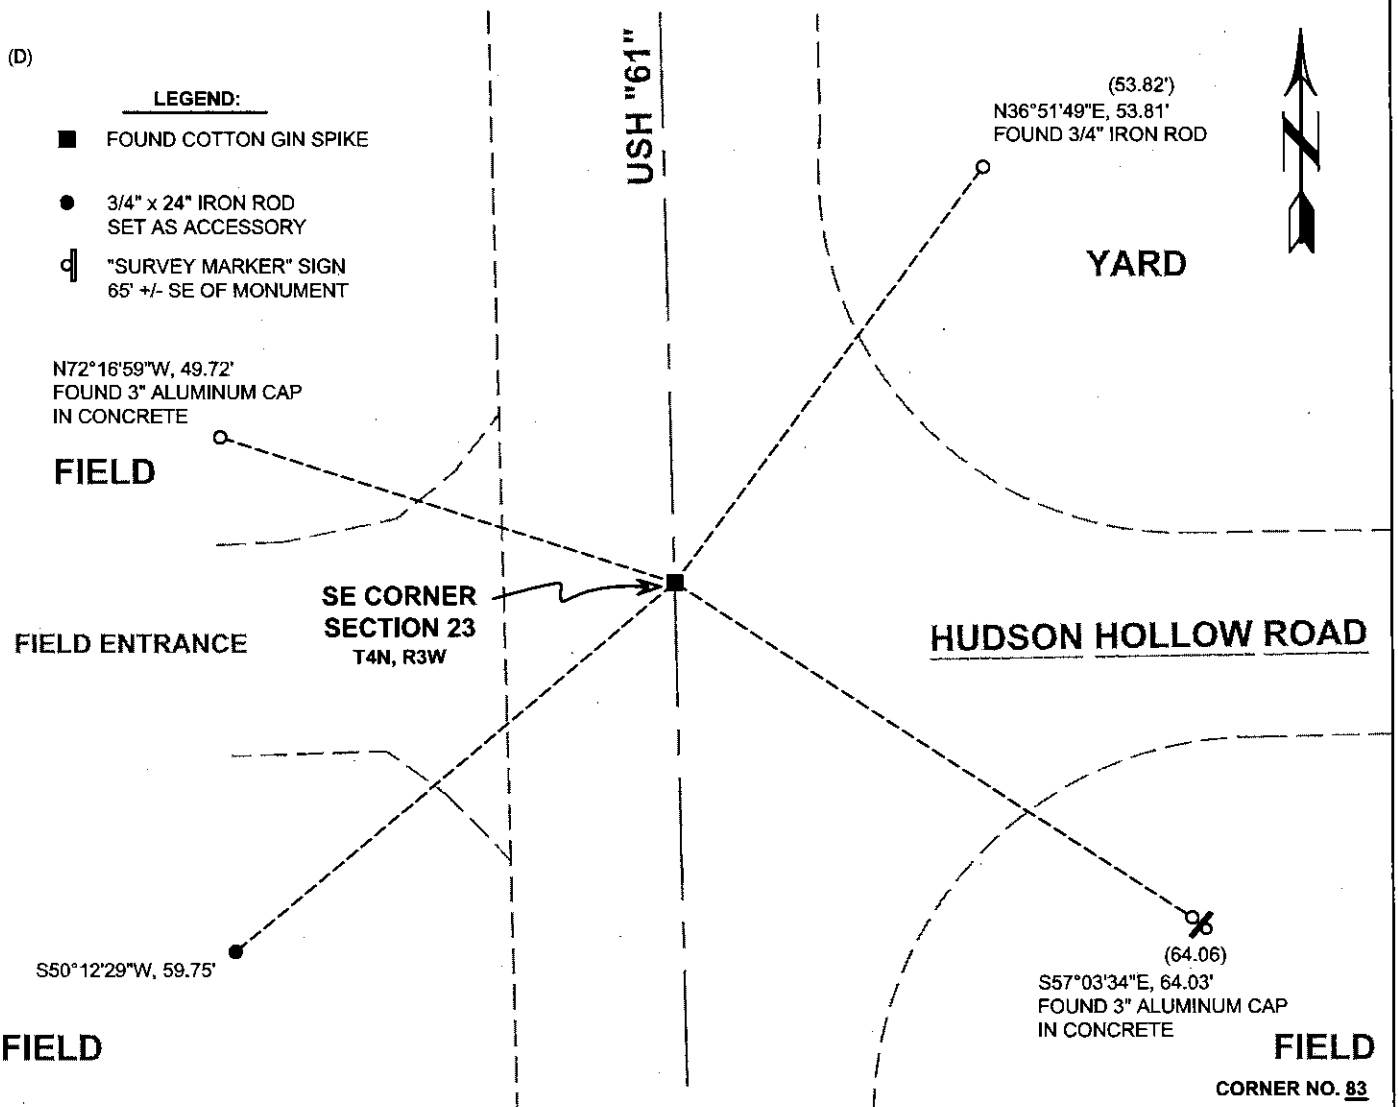 (D)
LEGEND:
FOUND COTTON GIN SPIKE
3/4" x 24" IRON ROD
SET AS ACCESSORY
"SURVEY MARKER" SIGN
65' +/- SE OF MONUMENT
USH "61"
(53.82')
N36°51'49"E, 53.81'
FOUND 3/4" IRON ROD
N
YARD
N72°16'59"W, 49.72'
FOUND 3" ALUMINUM CAP
IN CONCRETE
FIELD
SE CORNER
SECTION 23
T4N, R3W
FIELD ENTRANCE
HUDSON HOLLOW ROAD
S50°12'29"W, 59.75'
FIELD
(64.06)
S57°03'34"E, 64.03'
FOUND 3" ALUMINUM CAP
IN CONCRETE
FIELD
CORNER NO. 83